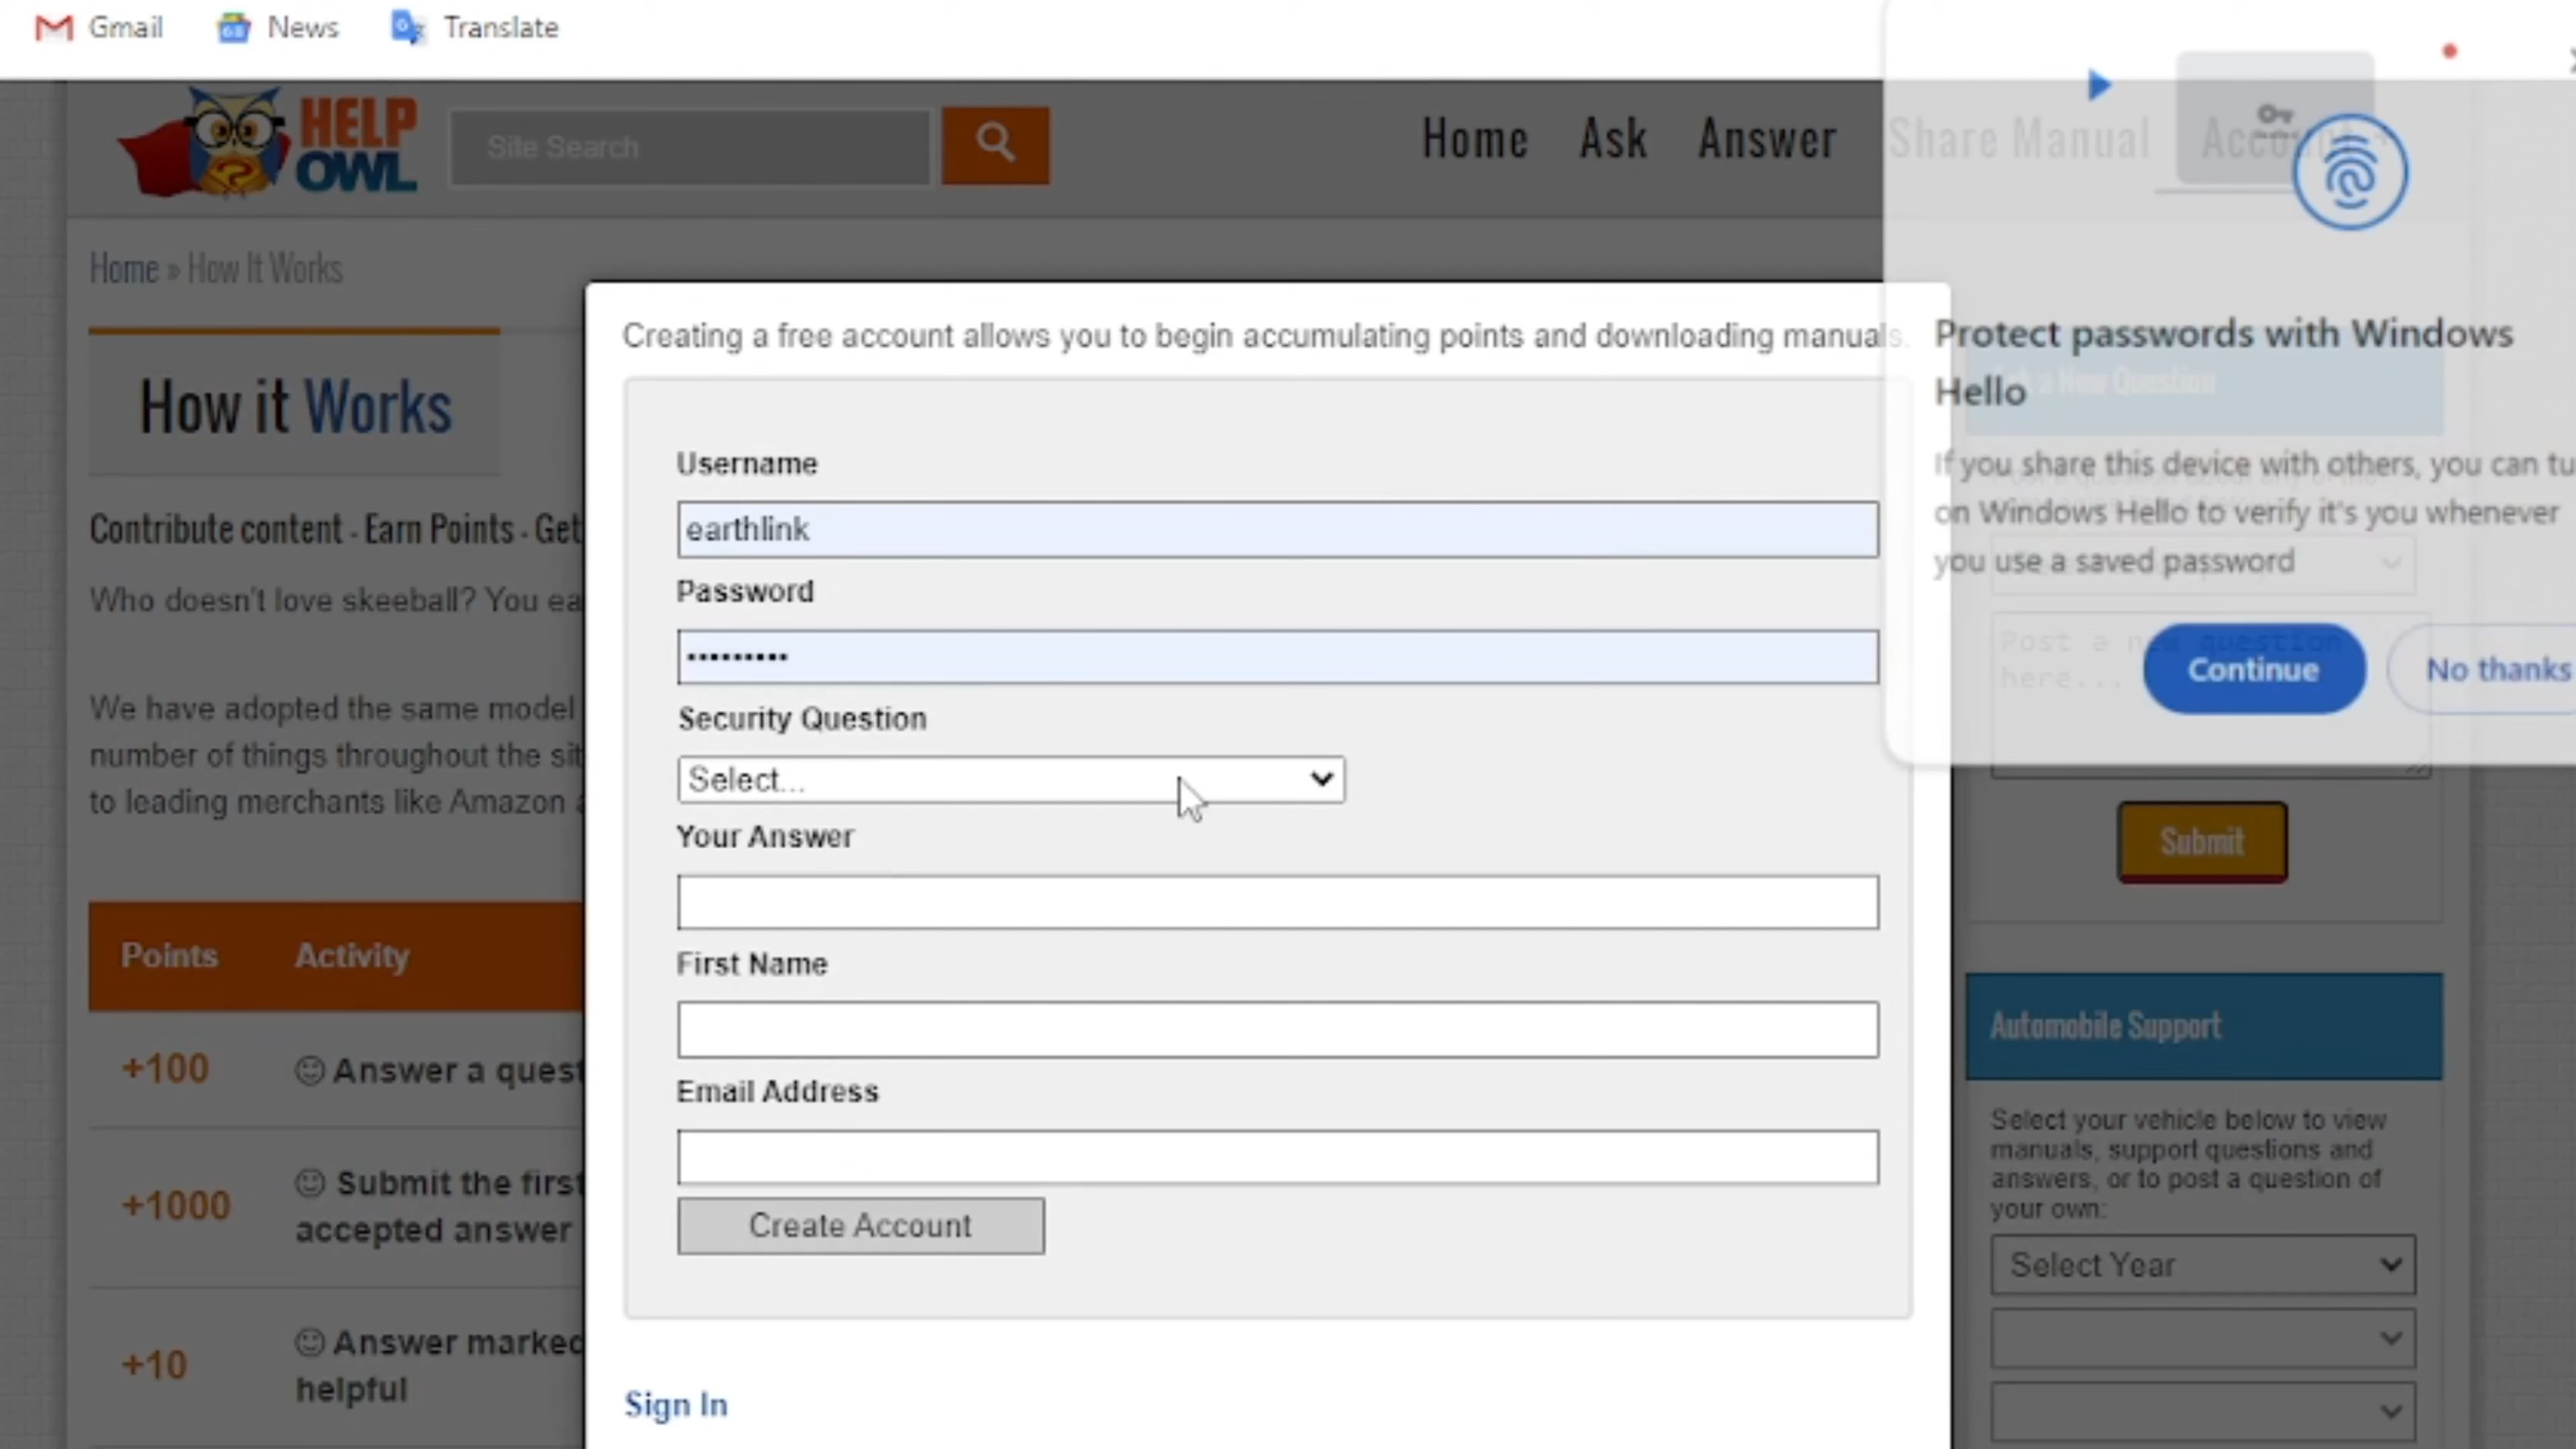 Gmail News Translate
HELP OWL
Site Search
Home Ask Answer Share Manual
Home » How It Works
How it Works
Contribute content - Earn Points - Get
Who doesn't love skeeball? You ea
We have adopted the same model
number of things throughout the sit
to leading merchants like Amazon a
Points Activity
+100 Answer a quest
+1000 Submit the first
accepted answer
+10 Answer marked
helpful
Creating a free account allows you to begin accumulating points and downloading manuals.
Username
earthlink
Password
•••••••••
Security Question
Select...
Your Answer
First Name
Email Address
Create Account
Sign In
Protect passwords with Windows
Hello
If you share this device with others, you can tu
on Windows Hello to verify it's you whenever
you use a saved password
Continue No thanks
a New Question
Post a new question
here...
Submit
Automobile Support
Select your vehicle below to view
manuals, support questions and
answers, or to post a question of
your own:
Select Year